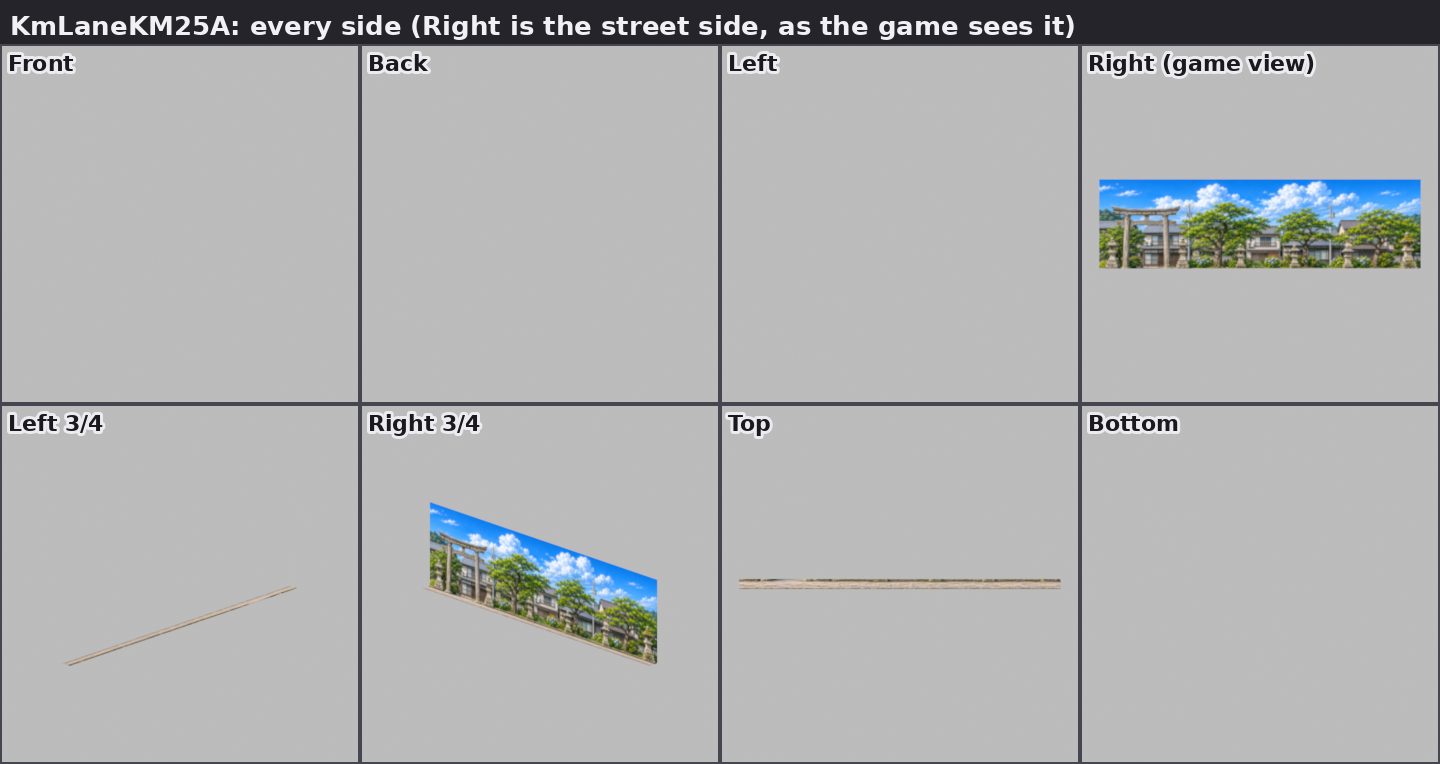 KmLaneKM25A: every side (Right is the street side, as the game sees it)
Front
Back
Left
Right (game view)
Left 3/4
Right 3/4
Top
Bottom